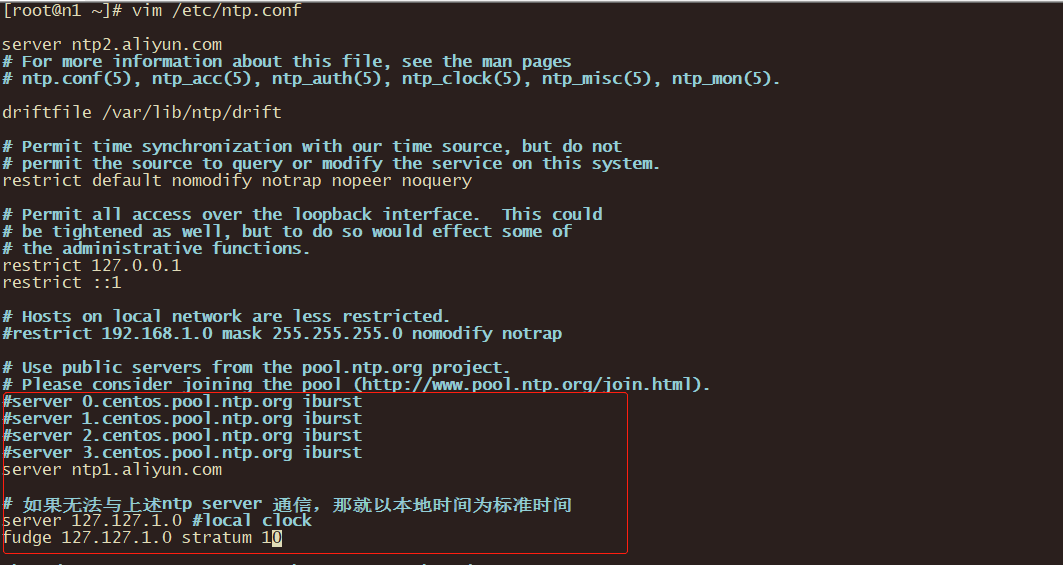 [root@n1 ~]# vim /etc/ntp.conf
server ntp2.aliyun.com
# For more information about this file, see the man pages
# ntp.conf(5), ntp_acc(5), ntp_auth(5), ntp_clock(5), ntp_misc(5), ntp_mon(5).
driftfile /var/lib/ntp/drift
# Permit time synchronization with our time source, but do not
# permit the source to query or modify the service on this system.
restrict default nomodify notrap nopeer noquery
# Permit all access over the loopback interface.  This could
# be tightened as well, but to do so would effect some of
# the administrative functions.
restrict 127.0.0.1
restrict ::1
# Hosts on local network are less restricted.
#restrict 192.168.1.0 mask 255.255.255.0 nomodify notrap
# Use public servers from the pool.ntp.org project.
# Please consider joining the pool (http://www.pool.ntp.org/join.html).
#server 0.centos.pool.ntp.org iburst
#server 1.centos.pool.ntp.org iburst
#server 2.centos.pool.ntp.org iburst
#server 3.centos.pool.ntp.org iburst
server ntp1.aliyun.com
# 如果无法与上述ntp server 通信，那就以本地时间为标准时间
server 127.127.1.0 #local clock
fudge 127.127.1.0 stratum 10